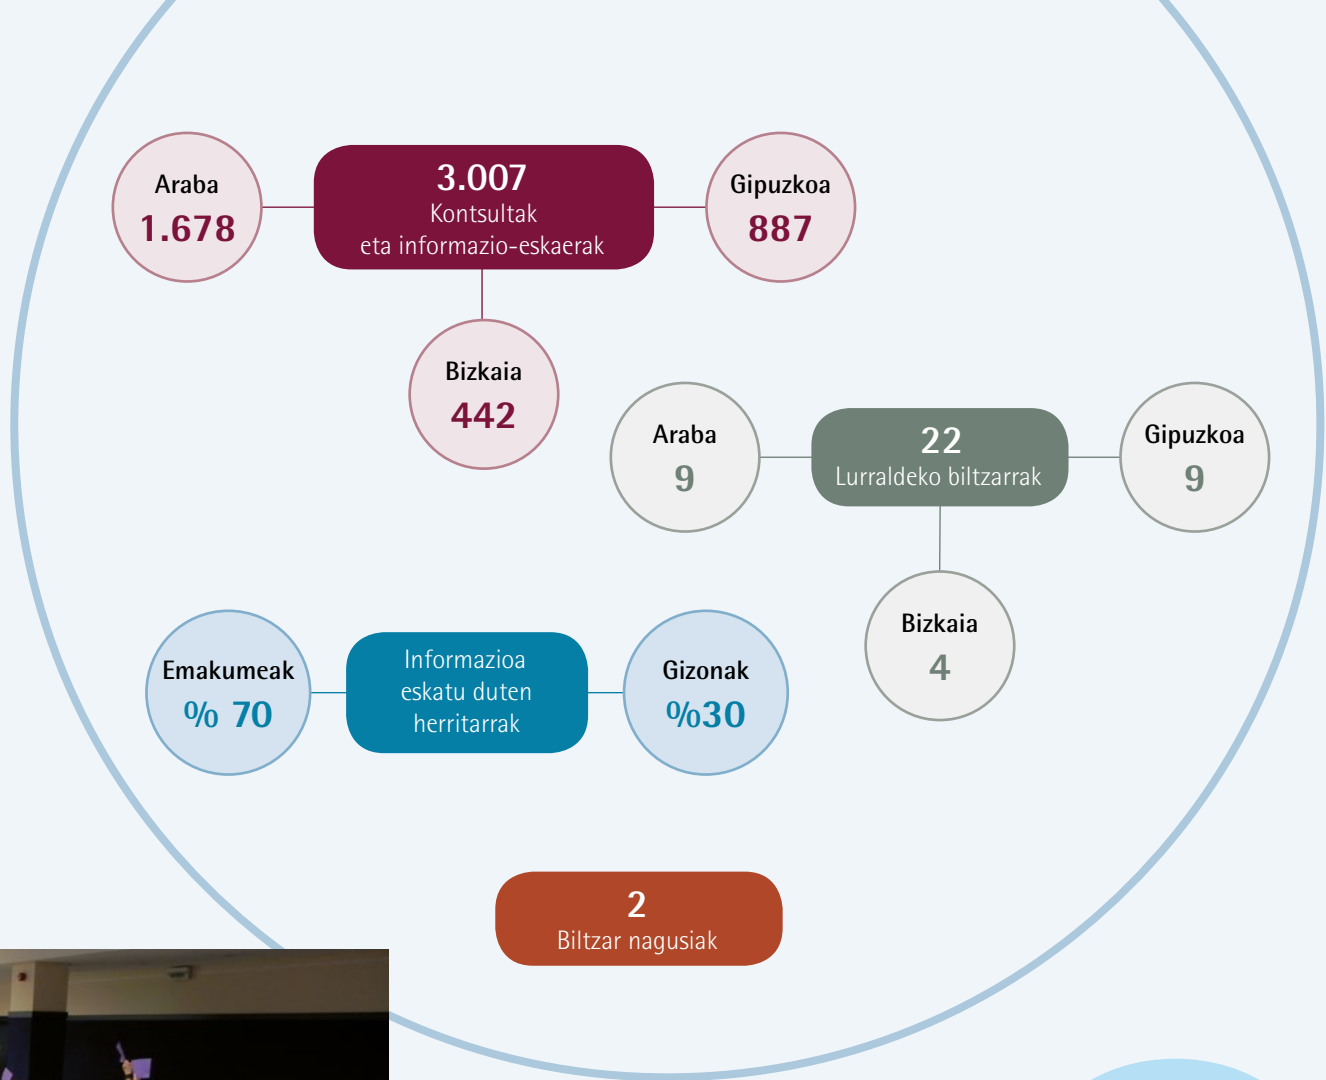 Araba
1.678
3.007
Kontsultak
eta informazio-eskaerak
Gipuzkoa
887
Bizkaia
442
Araba
9
22
Lurraldeko biltzarrak
Gipuzkoa
9
Bizkaia
4
Emakumeak
% 70
Informazioa
eskatu duten
herritarrak
Gizonak
%30
2
Biltzar nagusiak